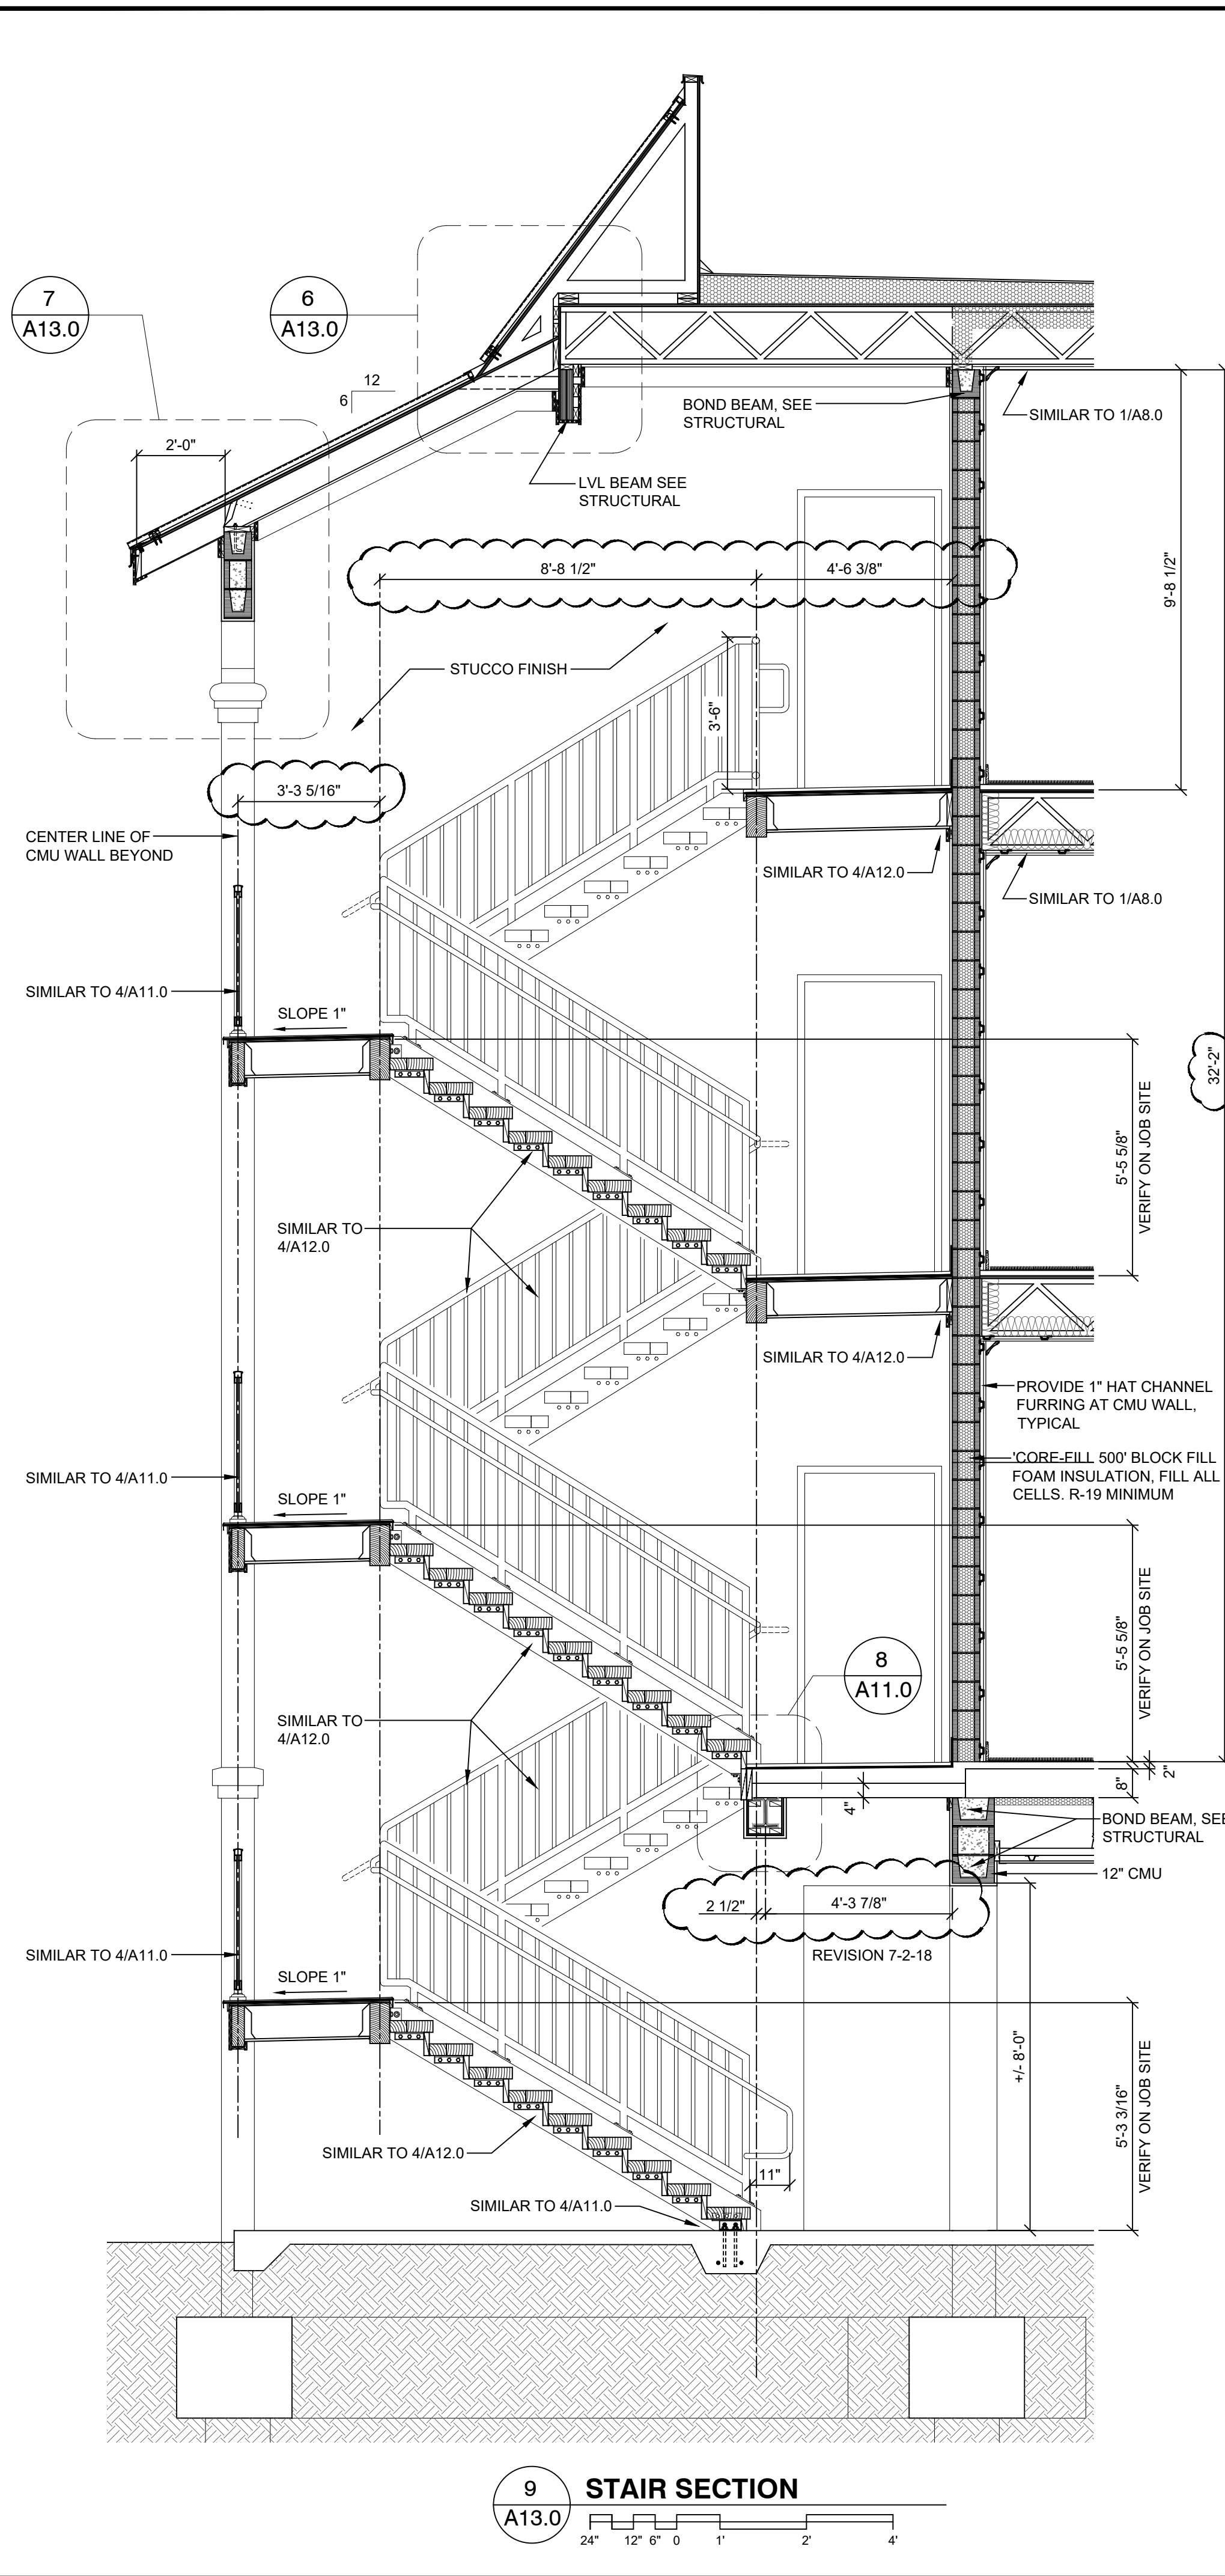 7
A13.0
6
A13.0
12
6
2'-0"
BOND BEAM, SEE
STRUCTURAL
SIMILAR TO 1/A8.0
LVL BEAM SEE
STRUCTURAL
8'-8 1/2"
4'-6 3/8"
9'-8 1/2"
STUCCO FINISH
3'-6"
3'-3 5/16"
CENTER LINE OF
CMU WALL BEYOND
SIMILAR TO 4/A12.0
SIMILAR TO 1/A8.0
SIMILAR TO 4/A11.0
SLOPE 1"
32'-2"
5'-5 5/8"
VERIFY ON JOB SITE
SIMILAR TO
4/A12.0
SIMILAR TO 4/A12.0
PROVIDE 1" HAT CHANNEL
FURRING AT CMU WALL,
TYPICAL
'CORE-FILL 500' BLOCK FILL
FOAM INSULATION, FILL ALL
CELLS. R-19 MINIMUM
SIMILAR TO 4/A11.0
SLOPE 1"
5'-5 5/8"
VERIFY ON JOB SITE
8
A11.0
SIMILAR TO
4/A12.0
4"
8"
2"
BOND BEAM, SEE
STRUCTURAL
12" CMU
2 1/2"
4'-3 7/8"
REVISION 7-2-18
SIMILAR TO 4/A11.0
SLOPE 1"
+/- 8'-0"
5'-3 3/16"
VERIFY ON JOB SITE
SIMILAR TO 4/A12.0
11"
SIMILAR TO 4/A11.0
9
A13.0
STAIR SECTION
24" 12" 6" 0 1' 2' 4'